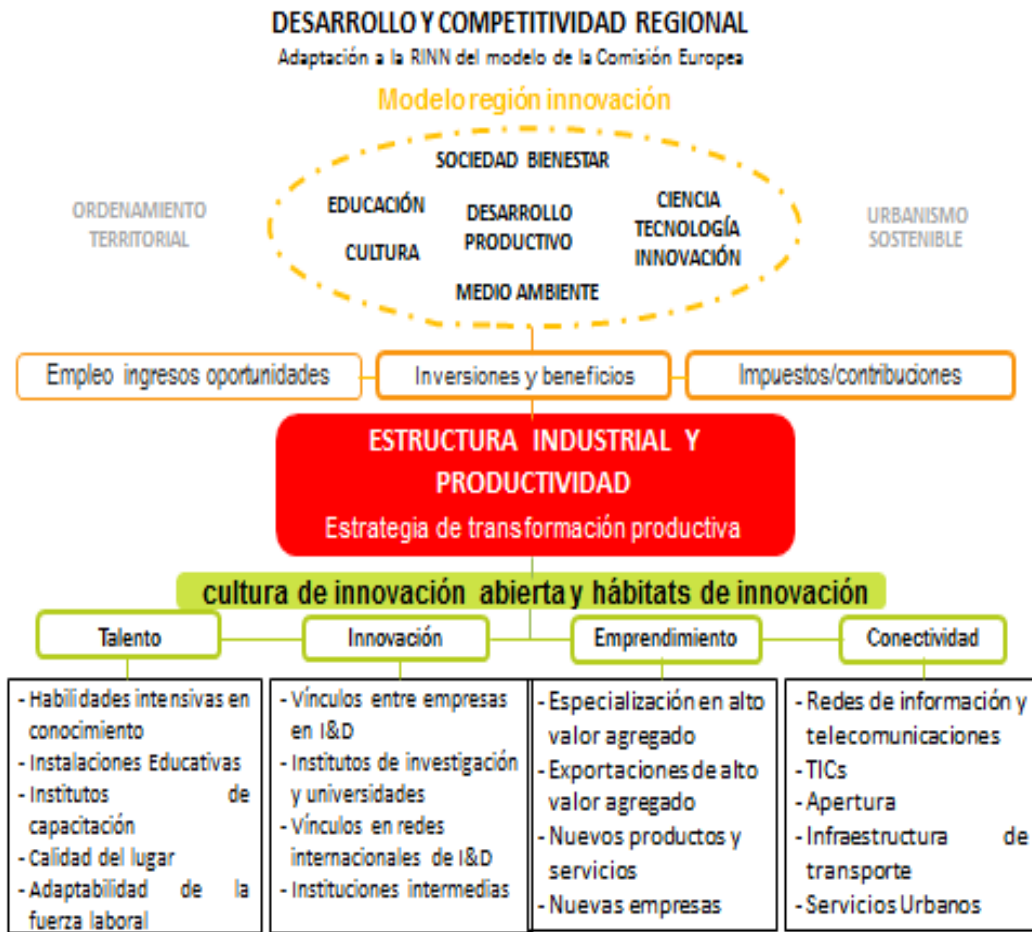 DESARROLLO Y COMPETITIVIDAD REGIONAL
Adaptación a la RINN del modelo de la Comisión Europea
Modelo región innovación
SOCIEDAD BIENESTAR
ORDENAMIENTO
TERRITORIAL
EDUCACIÓN
CULTURA
DESARROLLO
PRODUCTIVO
CIENCIA
TECNOLOGÍA
INNOVACIÓN
URBANISMO
SOSTENIBLE
MEDIO AMBIENTE
Empleo ingresos oportunidades
Inversiones y beneficios
Impuestos/contribuciones
ESTRUCTURA INDUSTRIAL Y
PRODUCTIVIDAD
Estrategia de transformación productiva
cultura de innovación abierta y hábitats de innovación
Talento
Innovación
Emprendimiento
Conectividad
- Habilidades intensivas en
conocimiento
- Instalaciones Educativas
- Institutos de
capacitación
- Calidad del lugar
- Adaptabilidad de la
fuerza laboral
- Vínculos entre empresas
en I&D
- Institutos de investigación
y universidades
- Vínculos en redes
internacionales de I&D
- Instituciones intermedias
- Especialización en alto
valor agregado
- Exportaciones de alto
valor agregado
- Nuevos productos y
servicios
- Nuevas empresas
- Redes de información y
telecomunicaciones
- TICs
- Apertura
- Infraestructura de
transporte
- Servicios Urbanos